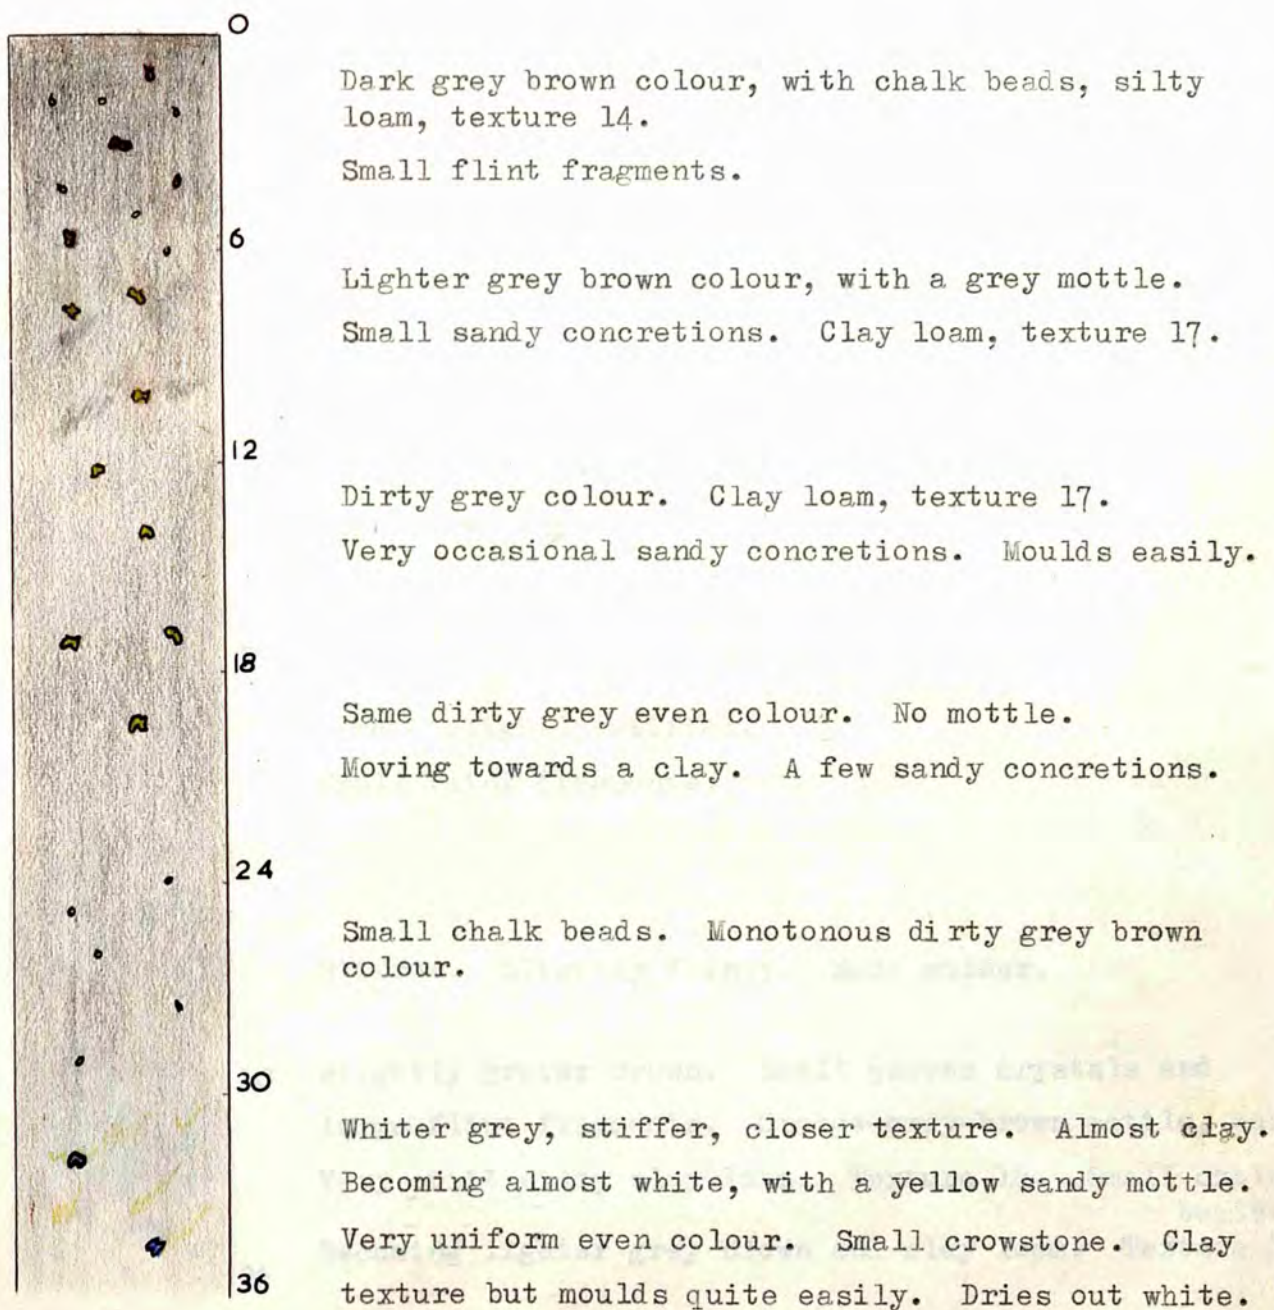 0
Dark grey brown colour, with chalk beads, silty
loam, texture 14.
Small flint fragments.
6
Lighter grey brown colour, with a grey mottle.
Small sandy concretions. Clay loam, texture 17.
12
Dirty grey colour. Clay loam, texture 17.
Very occasional sandy concretions. Moulds easily.
18
Same dirty grey even colour. No mottle.
Moving towards a clay. A few sandy concretions.
24
Small chalk beads. Monotonous dirty grey brown
colour.
30
Whiter grey, stiffer, closer texture. Almost clay.
Becoming almost white, with a yellow sandy mottle.
Very uniform even colour. Small crowstone. Clay
36
texture but moulds quite easily. Dries out white.